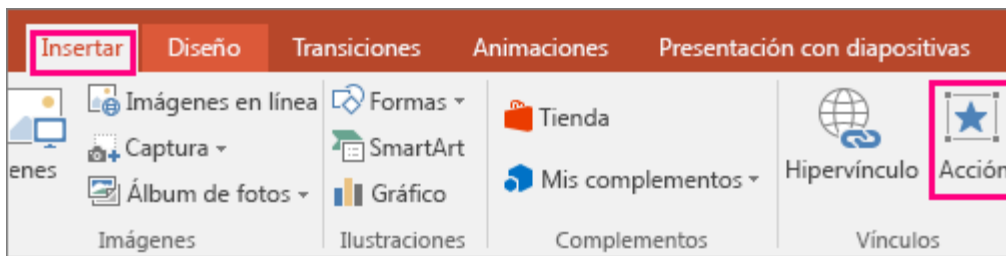 Insertar Diseño Transiciones Animaciones Presentación con diapositivas
Imágenes en línea Formas Tienda
Captura SmartArt
enes Mis complementos Hipervínculo Acción
Álbum de fotos Gráfico
Imágenes Ilustraciones Complementos Vínculos